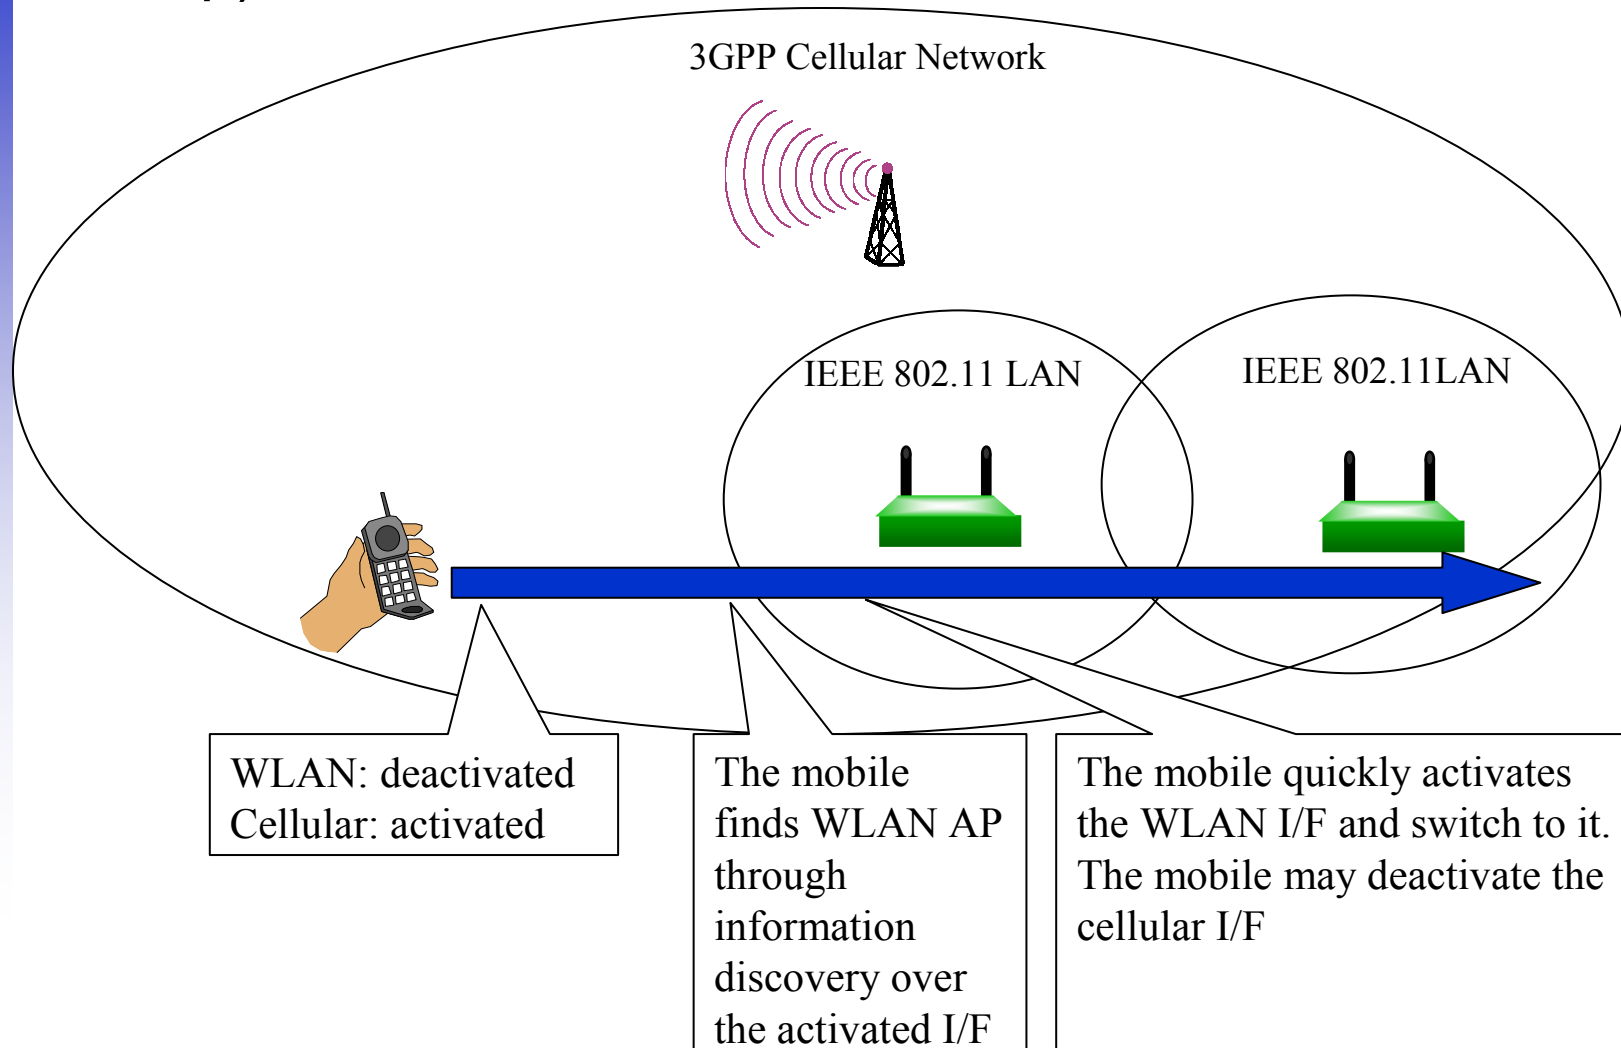 3GPP Cellular Network
IEEE 802.11 LAN
IEEE 802.11LAN
WLAN: deactivated
Cellular: activated
The mobile
finds WLAN AP
through
information
discovery over
the activated I/F
The mobile quickly activates
the WLAN I/F and switch to it.
The mobile may deactivate the
cellular I/F